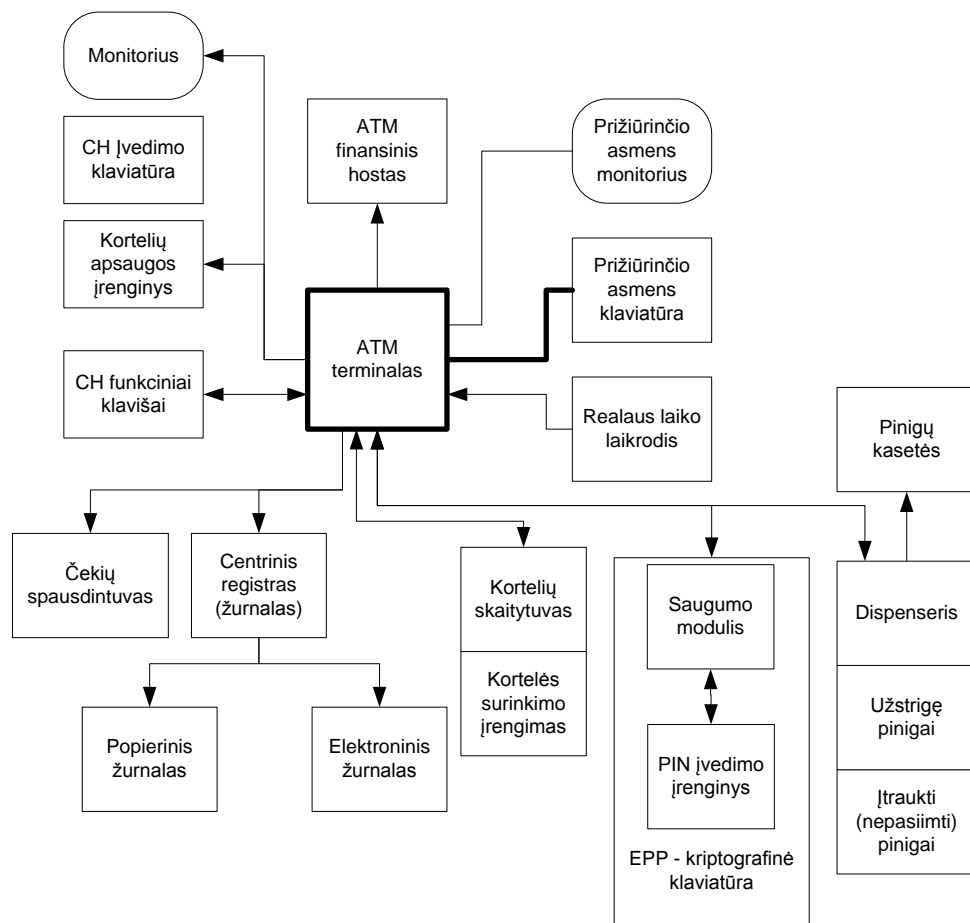 Monitorius
CH Įvedimo
klaviatūra
Kortelių
apsaugos
įrenginys
CH funkciniai
klavišai
ATM
finansinis
hostas
ATM
terminalas
Prižiūrinčio
asmens
monitorius
Prižiūrinčio
asmens
klaviatūra
Realaus laiko
laikrodis
Pinigų
kasetės
Čekių
spausdintuvas
Centrinis
registras
(žurnalas)
Popierinis
žurnalas
Elektroninis
žurnalas
Kortelių
skaitytuvas
Kortelės
surinkimo
įrengimas
Saugumo
modulis
PIN įvedimo
įrenginys
EPP - kriptografinė
klaviatūra
Dispenseris
Užstrigę
pinigai
Įtraukti
(nepasiimti)
pinigai